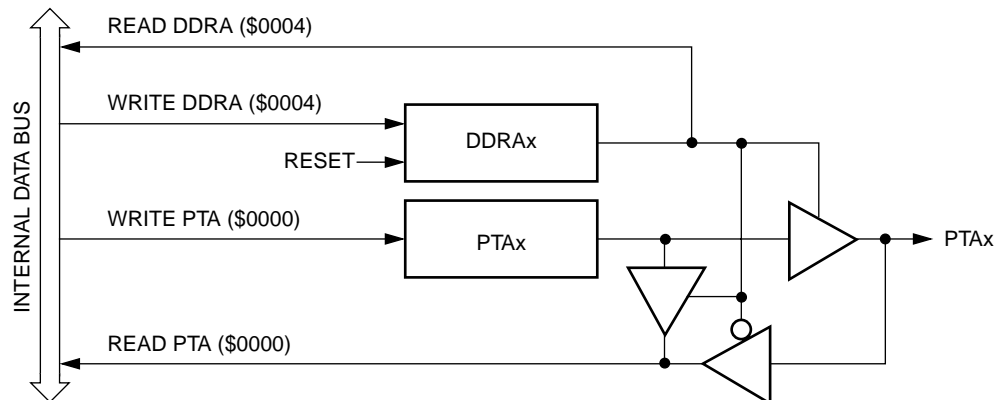 READ DDRA ($0004)
WRITE DDRA ($0004)
DDRAx
RESET
WRITE PTA ($0000)
PTAx
PTAx
READ PTA ($0000)
INTERNAL DATA BUS